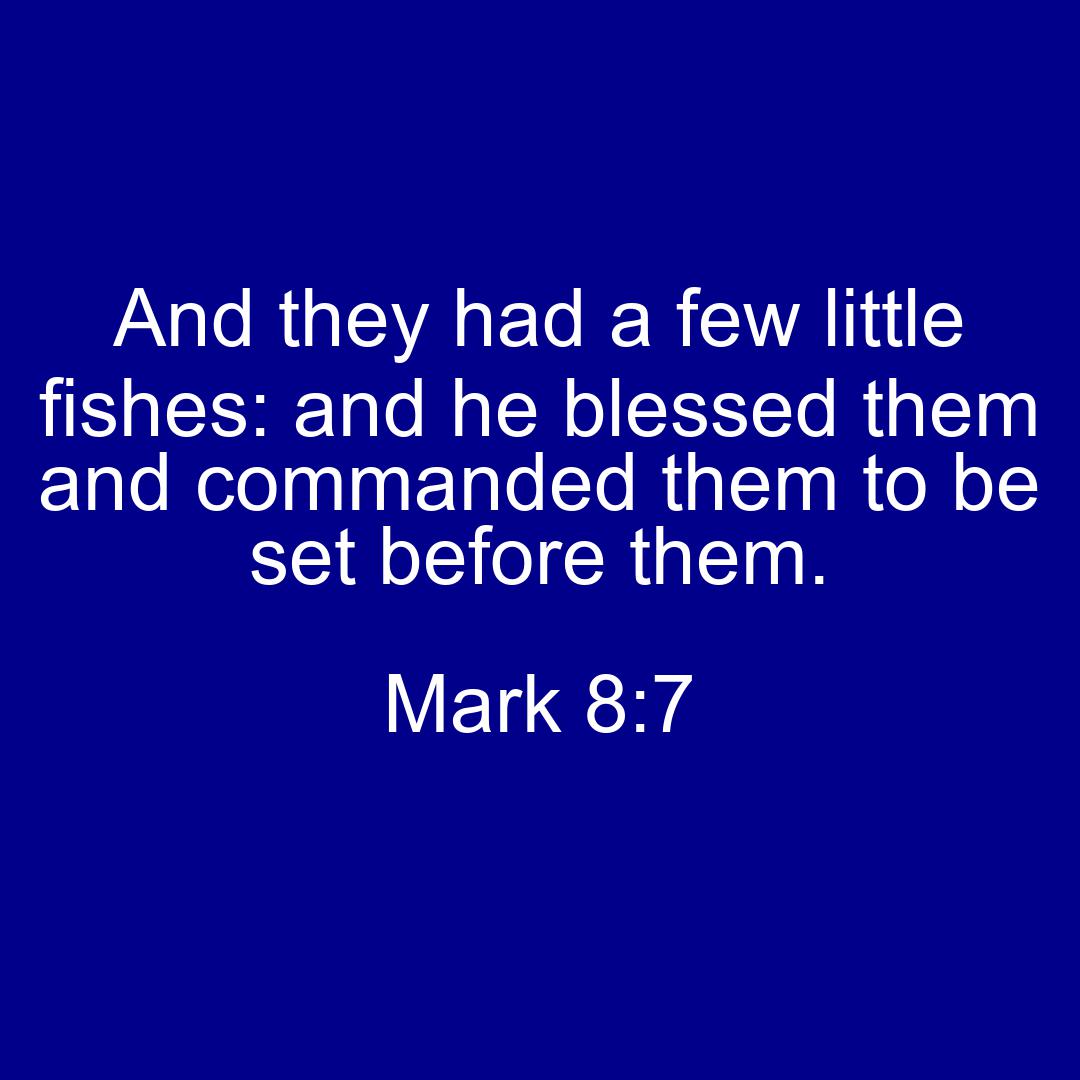 And they had a few little
fishes: and he blessed them
and commanded them to be
set before them.
Mark 8:7